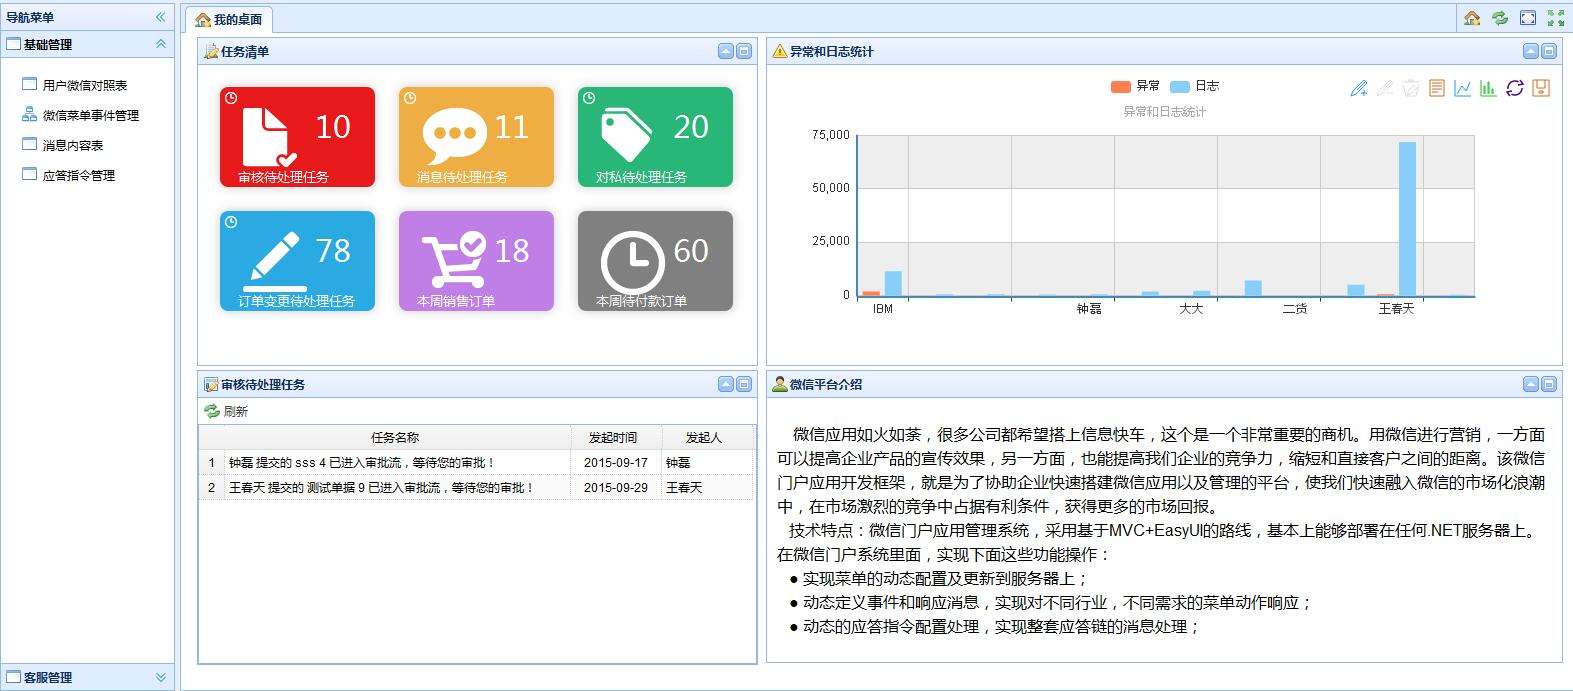 导航菜单
基础管理
用户微信对照表
微信菜单事件管理
消息内容表
应答指令管理
客服管理
我的桌面
任务清单
10
审核待处理任务
11
消息待处理任务
20
对私待处理任务
78
订单变更待处理任务
18
本周销售订单
60
本周待付款订单
异常和日志统计
异常 日志
异常和日志统计
75,000
50,000
25,000
0
IBM 钟磊 大大 二货 王春天
审核待处理任务
刷新
任务名称 发起时间 发起人
1 钟磊 提交的 sss 4 已进入审批流，等待您的审批！ 2015-09-17 钟磊
2 王春天 提交的 测试单据 9 已进入审批流，等待您的审批！ 2015-09-29 王春天
微信平台介绍
微信应用如火如荼，很多公司都希望搭上信息快车，这个是一个非常重要的商机。用微信进行营销，一方面
可以提高企业产品的宣传效果，另一方面，也能提高我们企业的竞争力，缩短和直接客户之间的距离。该微信
门户应用开发框架，就是为了协助企业快速搭建微信应用以及管理的平台，使我们快速融入微信的市场化浪潮
中，在市场激烈的竞争中占据有利条件，获得更多的市场回报。
技术特点：微信门户应用管理系统，采用基于MVC+EasyUI的路线，基本上能够部署在任何.NET服务器上。
在微信门户系统里面，实现下面这些功能操作：
● 实现菜单的动态配置及更新到服务器上；
● 动态定义事件和响应消息，实现对不同行业，不同需求的菜单动作响应；
● 动态的应答指令配置处理，实现整套应答链的消息处理；